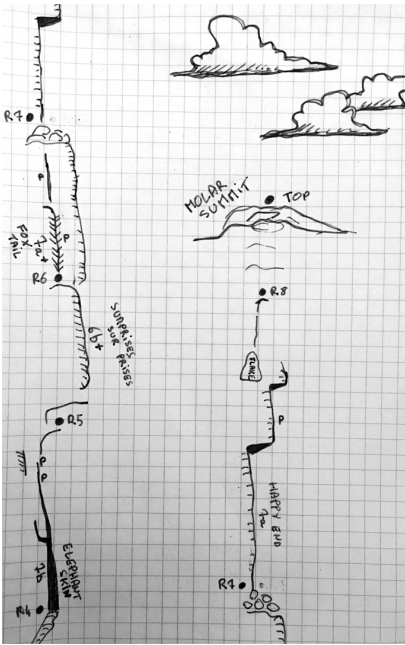 R7
P
7a+
FOX
TAIL
P
R6
SURPRISES
SUR PRISES
6b+
R5
P
P
7b
ELEPHANT
SKIN
R4
MOLAR
SUMMIT
TOP
R8
FLAKE
P
HAPPY END
7a
R7